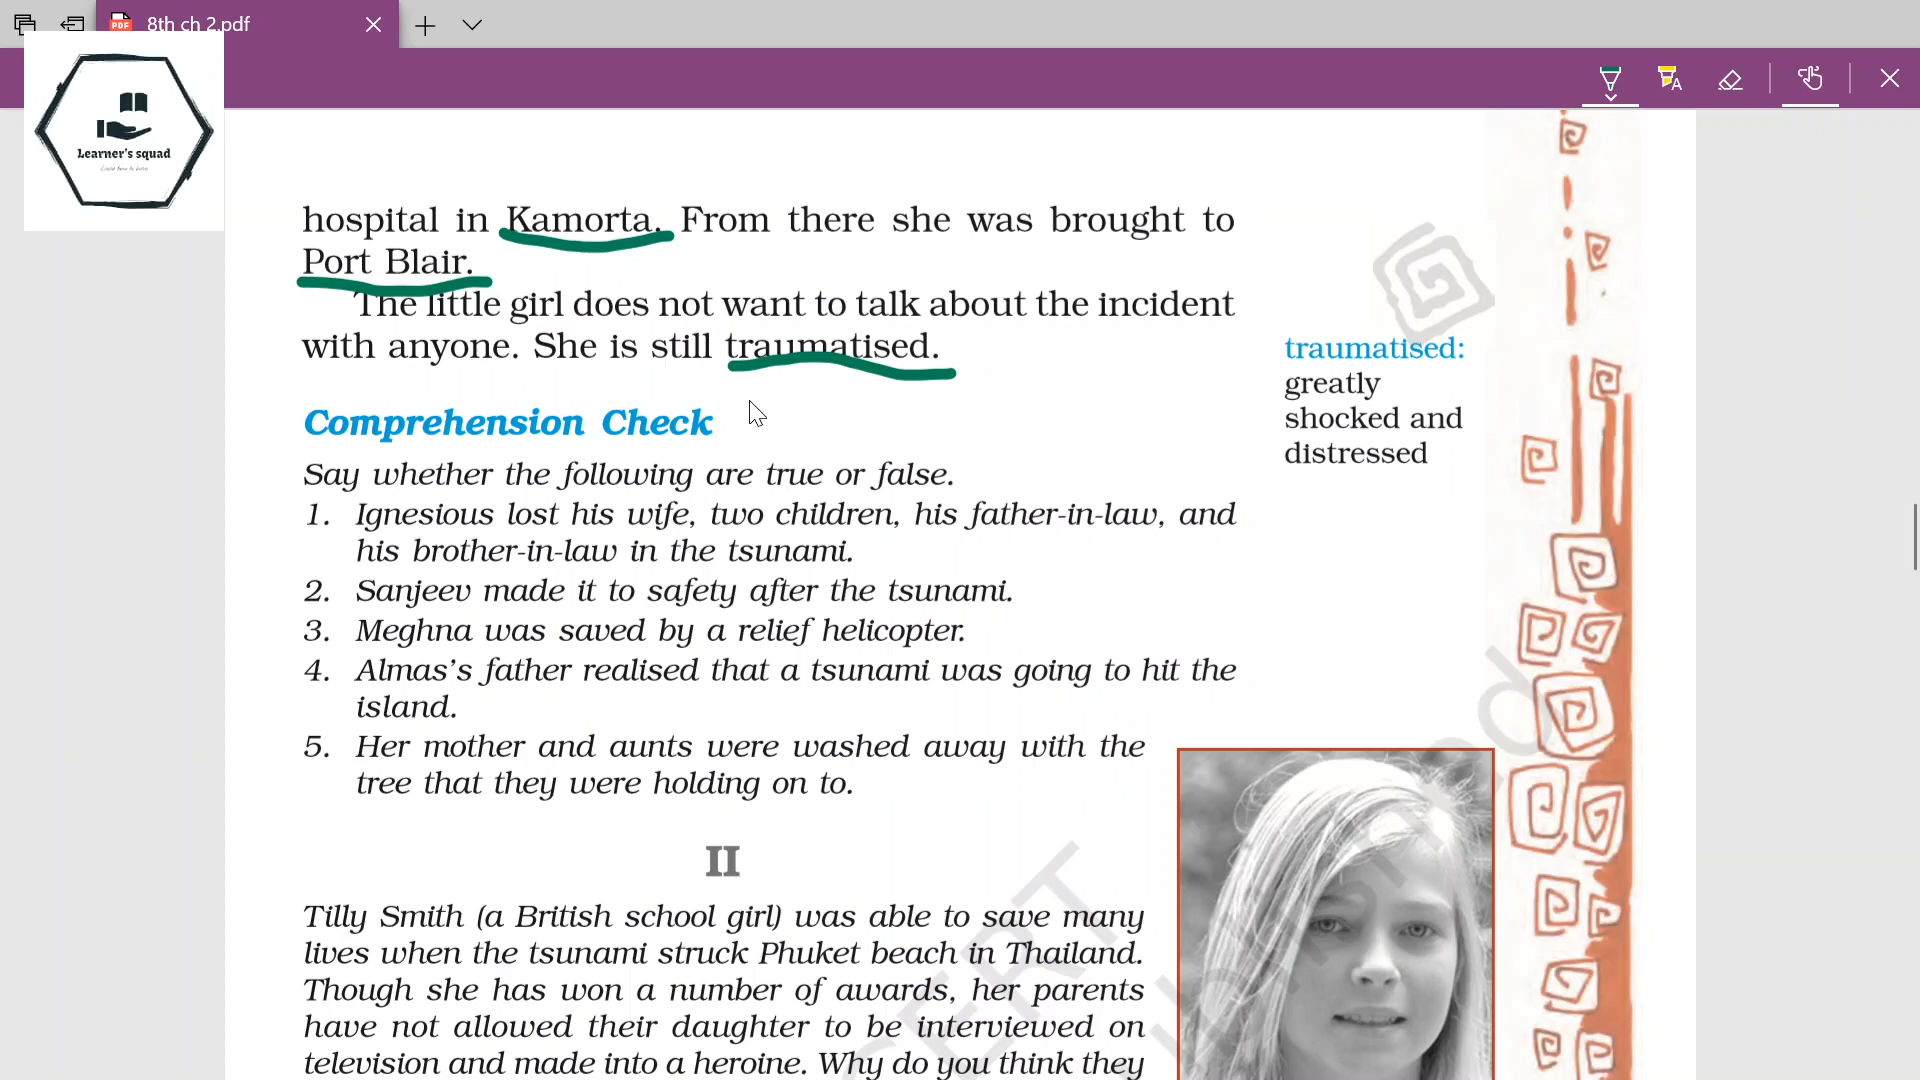 8th ch 2.pdf
Learner's squad
hospital in Kamorta. From there she was brought to
Port Blair.
The little girl does not want to talk about the incident
with anyone. She is still traumatised.
traumatised:
greatly
shocked and
distressed
Comprehension Check
Say whether the following are true or false.
1. Ignesious lost his wife, two children, his father-in-law, and
his brother-in-law in the tsunami.
2. Sanjeev made it to safety after the tsunami.
3. Meghna was saved by a relief helicopter.
4. Almas's father realised that a tsunami was going to hit the
island.
5. Her mother and aunts were washed away with the
tree that they were holding on to.
II
Tilly Smith (a British school girl) was able to save many
lives when the tsunami struck Phuket beach in Thailand.
Though she has won a number of awards, her parents
have not allowed their daughter to be interviewed on
television and made into a heroine. Why do you think they